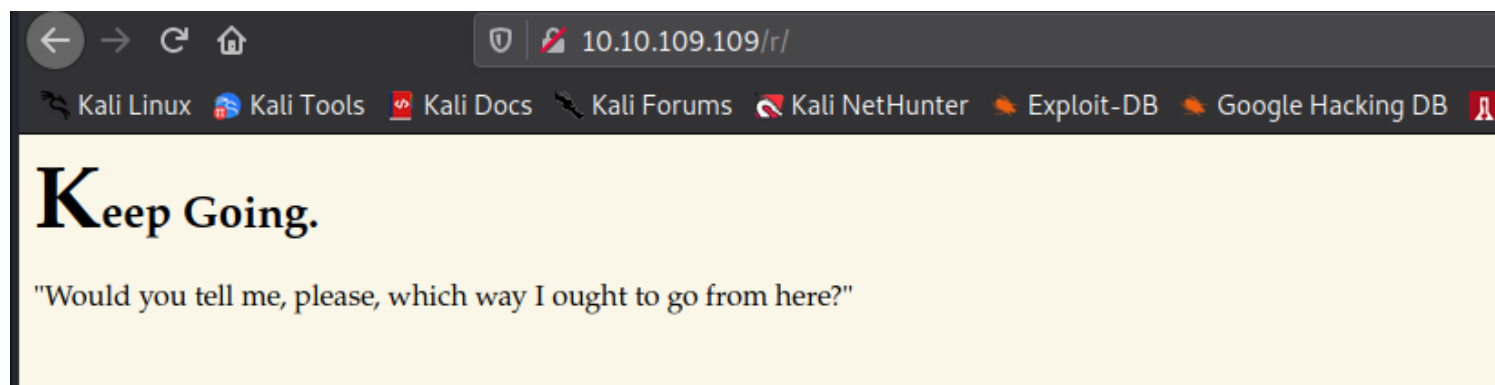 10.10.109.109/r/
Kali Linux Kali Tools Kali Docs Kali Forums Kali NetHunter Exploit-DB Google Hacking DB
Keep Going.
"Would you tell me, please, which way I ought to go from here?"